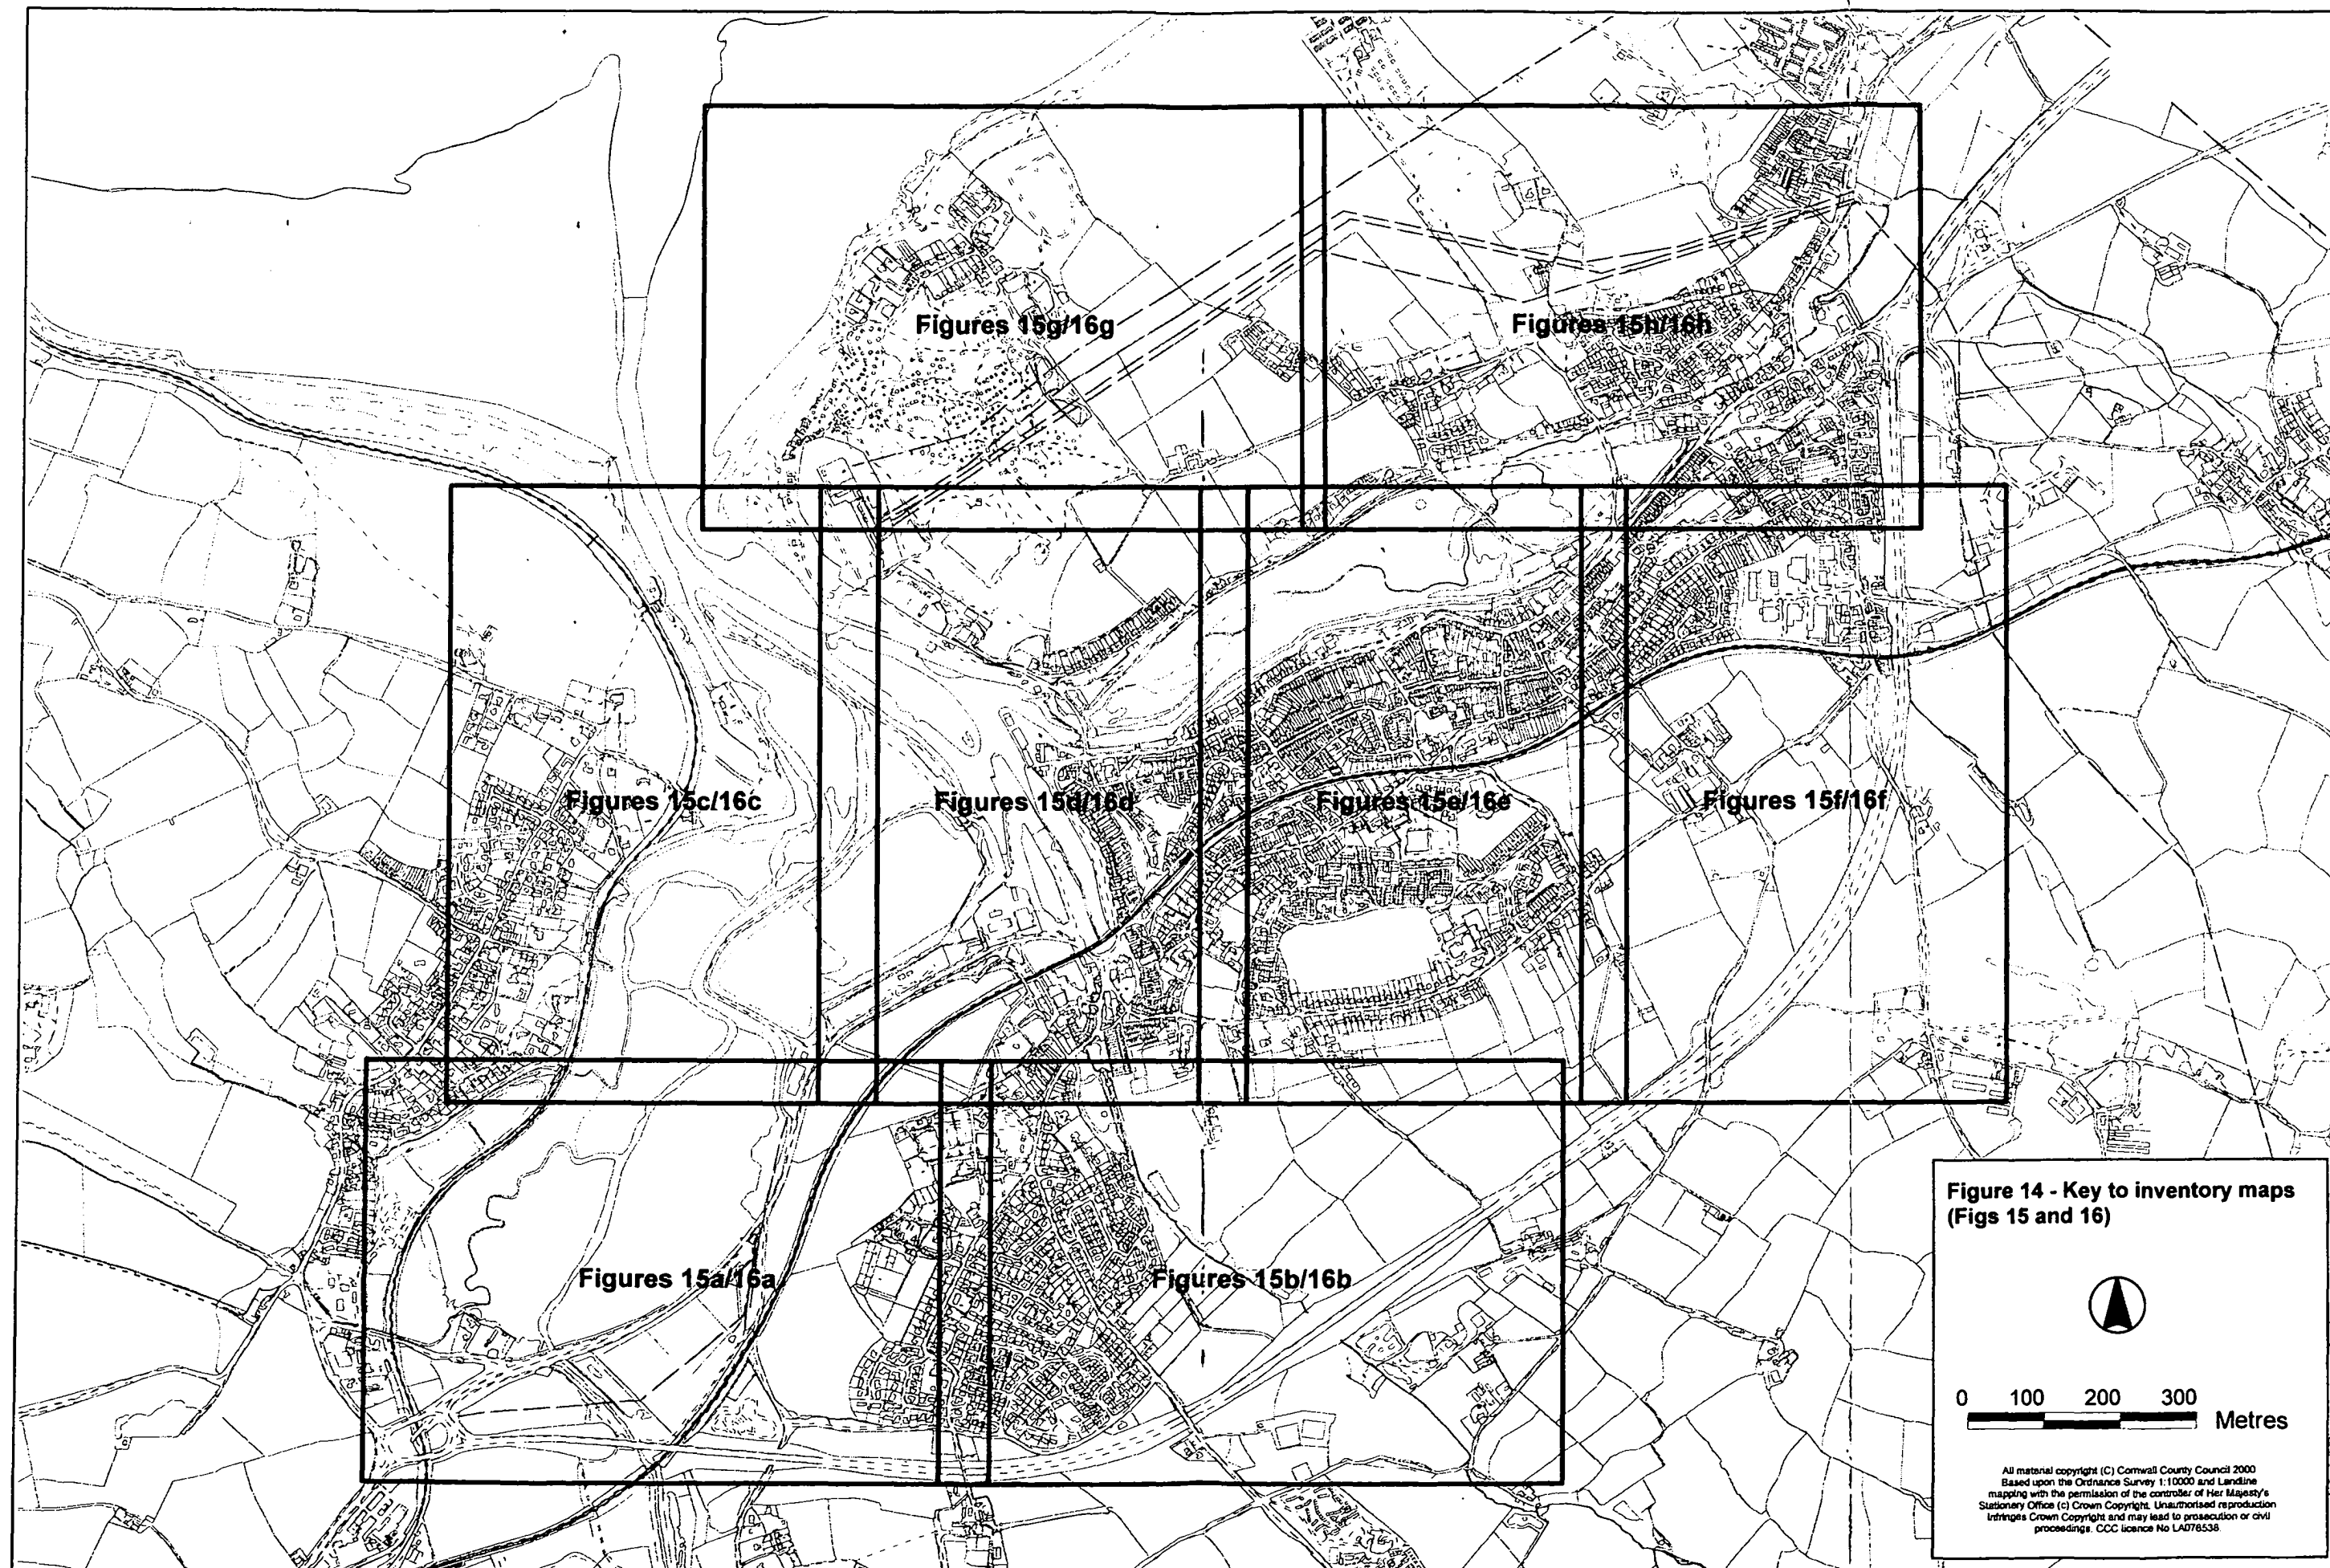 Figures 15g/16g
Figures 15h/16h
Figures 15c/16c
Figures 15d/16d
Figures 15e/16e
Figures 15f/16f
Figures 15a/16a
Figures 15b/16b
Figure 14 - Key to inventory maps
(Figs 15 and 16)
0 100 200 300
Metres
All material copyright (C) Cornwall County Council 2000
Based upon the Ordnance Survey 1:10000 and Landline
mapping with the permission of the controller of Her Majesty's
Stationery Office (c) Crown Copyright. Unauthorised reproduction
infringes Crown Copyright and may lead to prosecution or civil
proceedings. CCC licence No LA076538